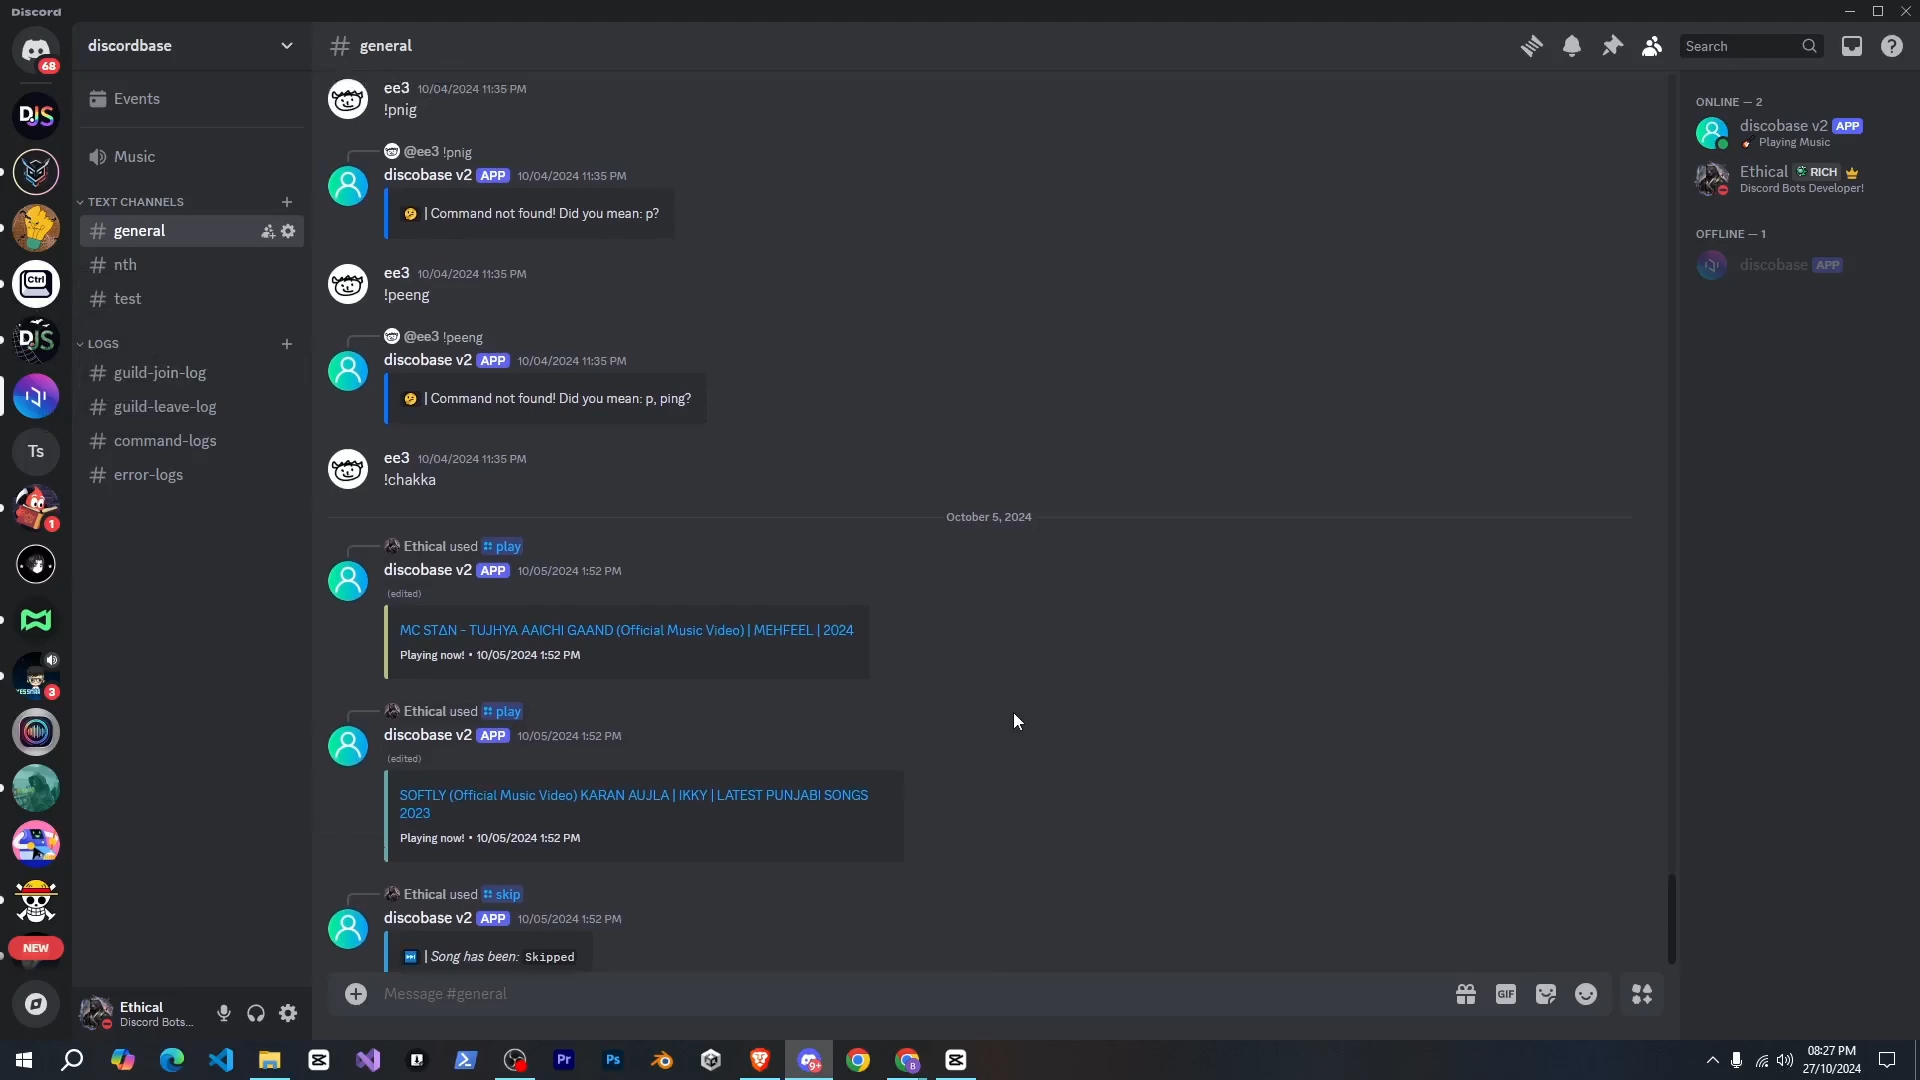 Discord
68
DJS
Ctrl
DJS
Ts
1
3
NEW
discordbase
Events
Music
TEXT CHANNELS
general
nth
test
LOGS
guild-join-log
guild-leave-log
command-logs
error-logs
Ethical
Discord Bots...
general
Search
ee3 10/04/2024 11:35 PM
!pnig
@ee3 !pnig
discobase v2 APP 10/04/2024 11:35 PM
| Command not found! Did you mean: p?
ee3 10/04/2024 11:35 PM
!peeng
@ee3 !peeng
discobase v2 APP 10/04/2024 11:35 PM
| Command not found! Did you mean: p, ping?
ee3 10/04/2024 11:35 PM
!chakka
October 5, 2024
Ethical used play
discobase v2 APP 10/05/2024 1:52 PM
(edited)
MC STΔN - TUJHYA AAICHI GAAND (Official Music Video) | MEHFEEL | 2024
Playing now! • 10/05/2024 1:52 PM
Ethical used play
discobase v2 APP 10/05/2024 1:52 PM
(edited)
SOFTLY (Official Music Video) KARAN AUJLA | IKKY | LATEST PUNJABI SONGS
2023
Playing now! • 10/05/2024 1:52 PM
Ethical used skip
discobase v2 APP 10/05/2024 1:52 PM
| Song has been: Skipped
Message #general
GIF
ONLINE — 2
discobase v2 APP
Playing Music
Ethical RICH
Discord Bots Developer!
OFFLINE — 1
discobase APP
Pr
Ps
9+
B
08:27 PM
27/10/2024